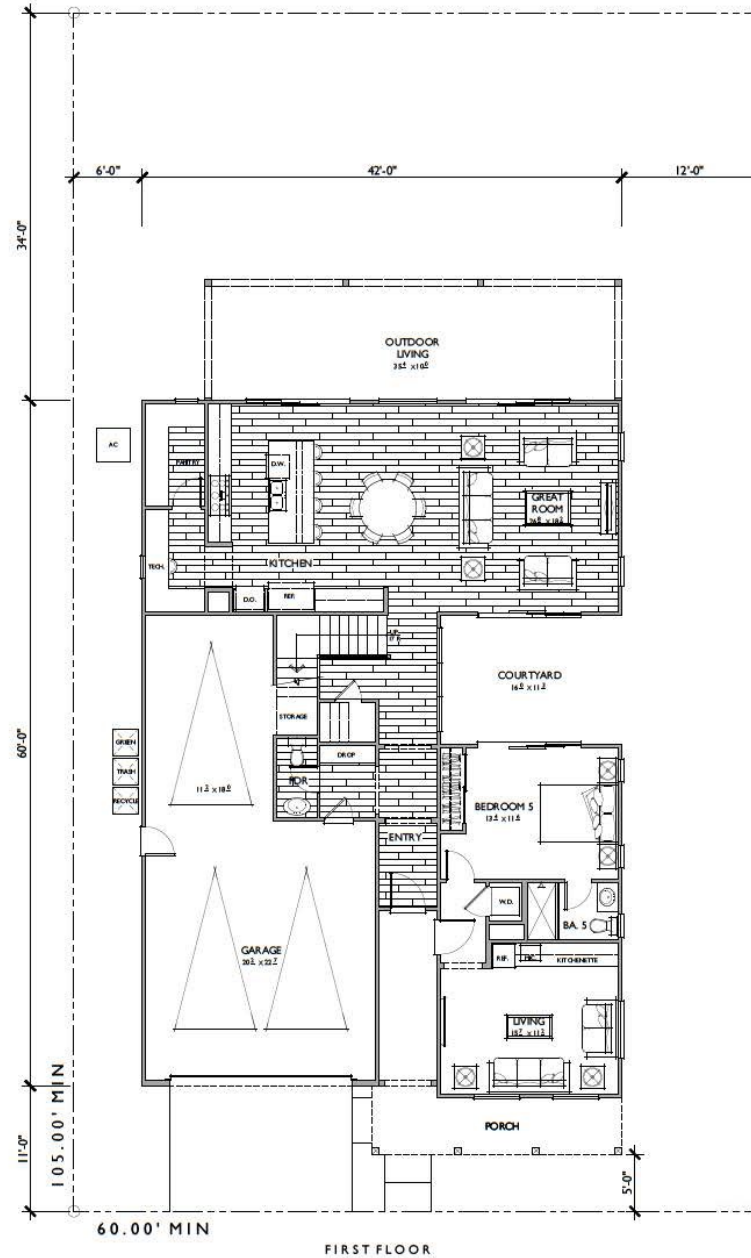 6'-0"
42'-0"
12'-0"
34'-0"
OUTDOOR
LIVING
AC
PANTRY
D.W.
GREAT
ROOM
TECH.
KITCHEN
D.O.
REF.
UP
COURTYARD
STORAGE
60'-0"
GREEN
TRASH
RECYCLE
DROP
PDR
BEDROOM 5
ENTRY
W.D.
BA. 5
GARAGE
REF.
KITCHENETTE
LIVING
PORCH
11'-0"
105.00' MIN
5'-0"
60.00' MIN
FIRST FLOOR